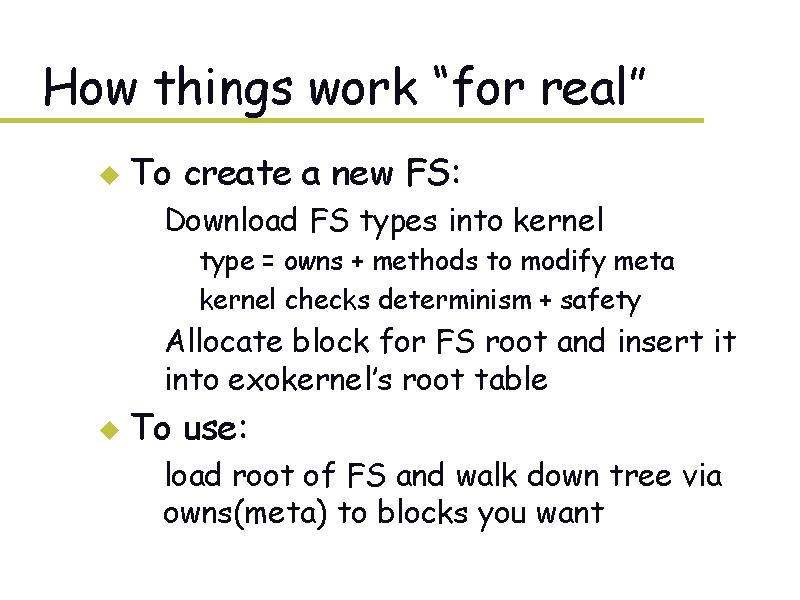 How things work “for real”
To create a new FS:
Download FS types into kernel
type = owns + methods to modify meta
kernel checks determinism + safety
Allocate block for FS root and insert it
into exokernel’s root table
To use:
load root of FS and walk down tree via
owns(meta) to blocks you want